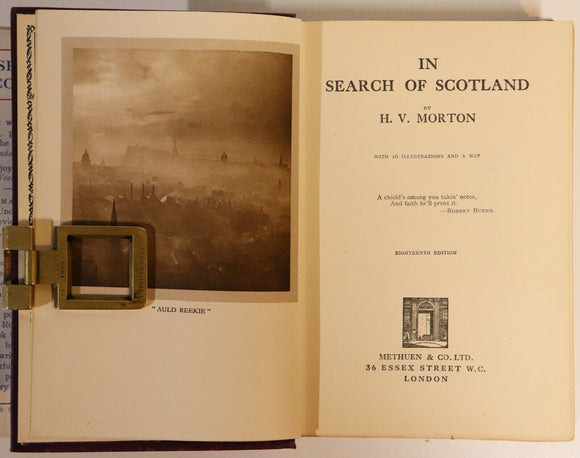 "AULD REEKIE"
IN
SEARCH OF SCOTLAND
BY
H. V. MORTON
WITH 16 ILLUSTRATIONS AND A MAP
A chield's amang you takin' notes,
And faith he'll prent it.
—ROBERT BURNS.
EIGHTEENTH EDITION
METHUEN & CO. LTD.
36 ESSEX STREET W.C.
LONDON